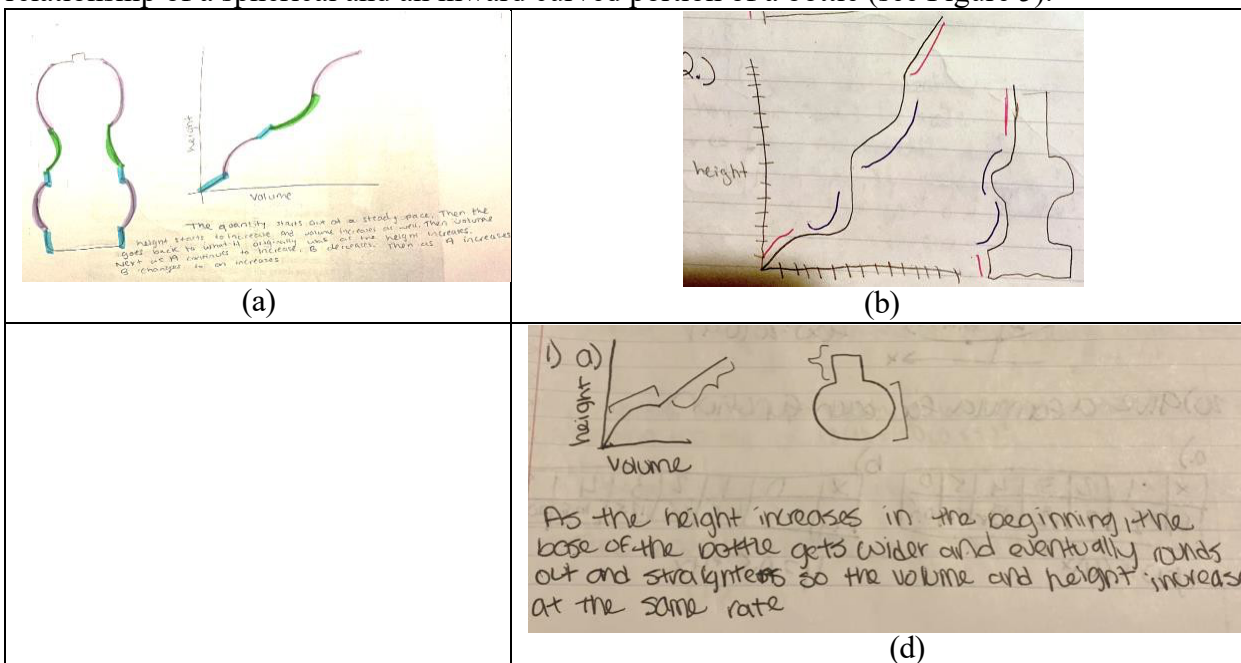 relationship of a spherical and an inward curved portion of a bottle (see Figure
height
volume
The quantity starts out at a steady pace. Then the
height starts to increase and volume increases as well. Then volume
goes back to what it originally was as the height increases.
Next as A continues to increase, B decreases. Then as A increases
B changes to an increases.
(a)
2.)
height
(b)
1) a)
height
volume
As the height increases in the beginning, the
base of the bottle gets wider and eventually rounds
out and straightens so the volume and height increase
at the same rate
(d)